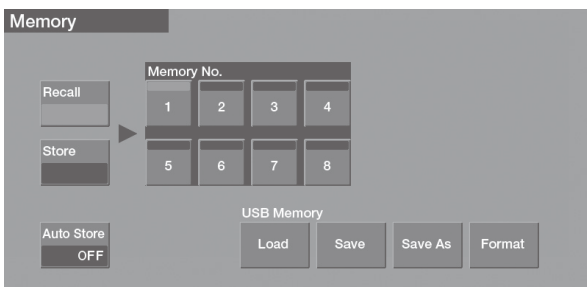 Memory
Memory No.
Recall
1 2 3 4
Store
5 6 7 8
USB Memory
Auto Store
OFF
Load Save Save As Format